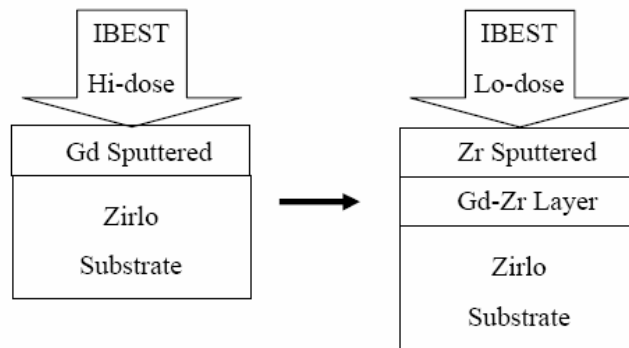 IBEST
Hi-dose
Gd Sputtered
Zirlo
Substrate
IBEST
Lo-dose
Zr Sputtered
Gd-Zr Layer
Zirlo
Substrate